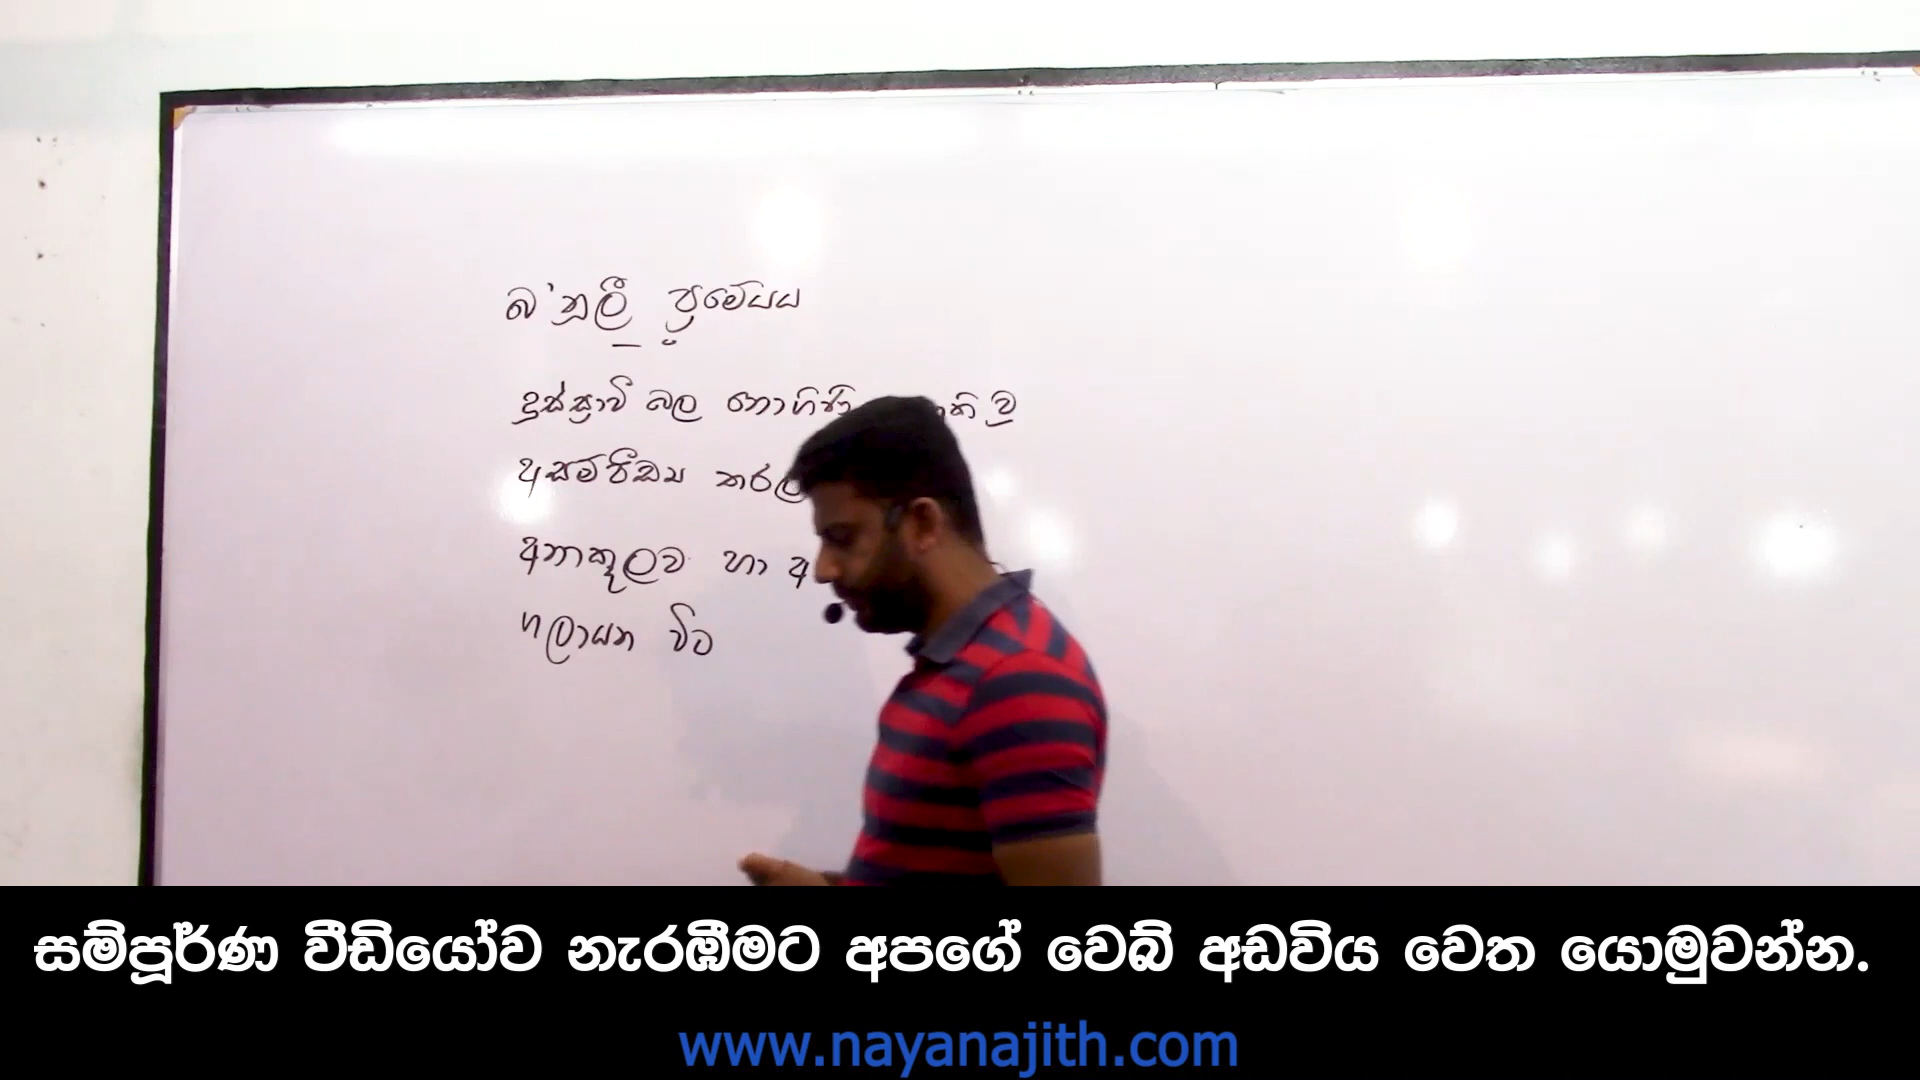 බ'නුලී ප්‍රමේයය
දුස්ස්‍රාවී බල නොගිණි
අසම්පීඩ්‍ය තරල
අනාකූලව හා අ
ගලායන විට
සම්පූර්ණ වීඩියෝව නැරඹීමට අපගේ වෙබ් අඩවිය වෙත යොමුවන්න.
www.nayanajith.com